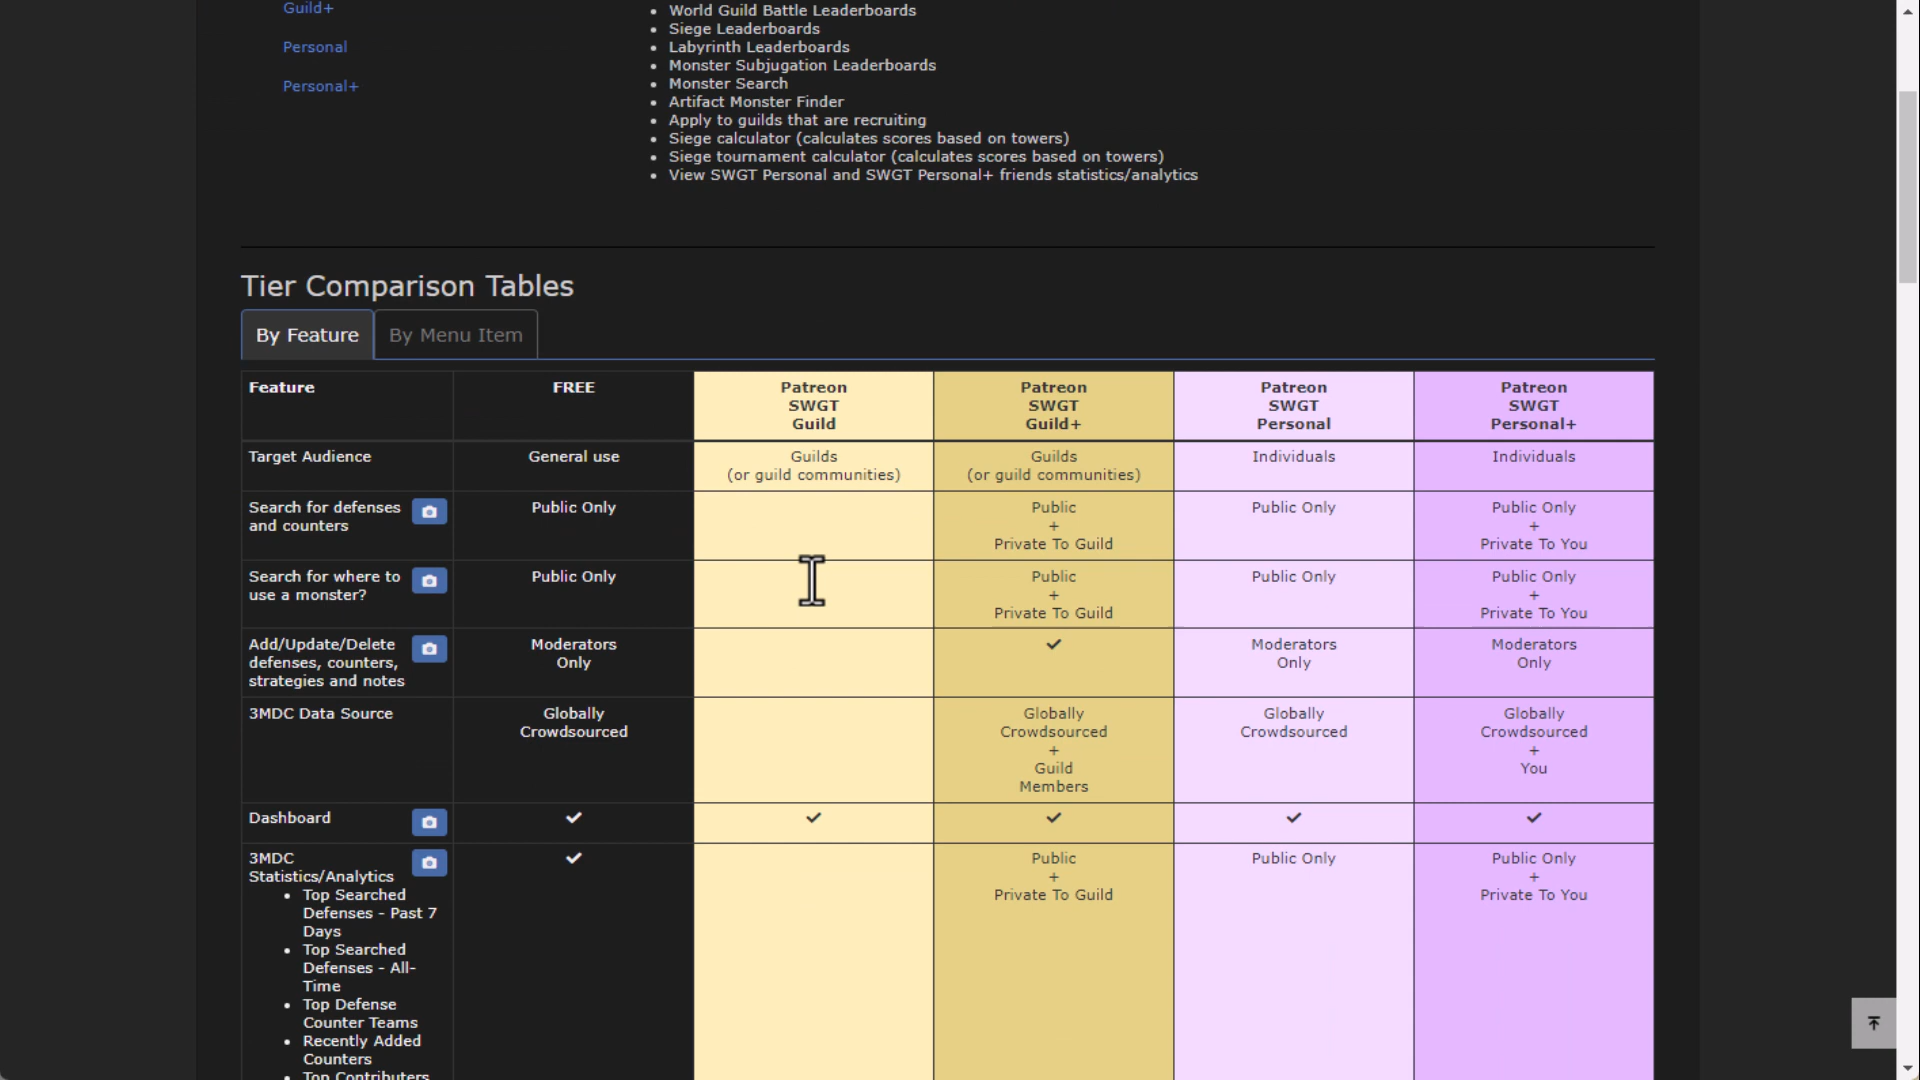 Guild+
Personal
Personal+
World Guild Battle Leaderboards
Siege Leaderboards
Labyrinth Leaderboards
Monster Subjugation Leaderboards
Monster Search
Artifact Monster Finder
Apply to guilds that are recruiting
Siege calculator (calculates scores based on towers)
Siege tournament calculator (calculates scores based on towers)
View SWGT Personal and SWGT Personal+ friends statistics/analytics
Tier Comparison Tables
By Feature
By Menu Item
Feature
FREE
Patreon
SWGT
Guild
Patreon
SWGT
Guild+
Patreon
SWGT
Personal
Patreon
SWGT
Personal+
Target Audience
General use
Guilds
(or guild communities)
Guilds
(or guild communities)
Individuals
Individuals
Search for defenses
and counters
Public Only
Public
+
Private To Guild
Public Only
Public Only
+
Private To You
Search for where to
use a monster?
Public Only
Public
+
Private To Guild
Public Only
Public Only
+
Private To You
Add/Update/Delete
defenses, counters,
strategies and notes
Moderators
Only
Moderators
Only
Moderators
Only
3MDC Data Source
Globally
Crowdsourced
Globally
Crowdsourced
+
Guild
Members
Globally
Crowdsourced
Globally
Crowdsourced
+
You
Dashboard
3MDC
Statistics/Analytics
Top Searched
Defenses - Past 7
Days
Top Searched
Defenses - All-
Time
Top Defense
Counter Teams
Recently Added
Counters
Top Contributers
Public
+
Private To Guild
Public Only
Public Only
+
Private To You